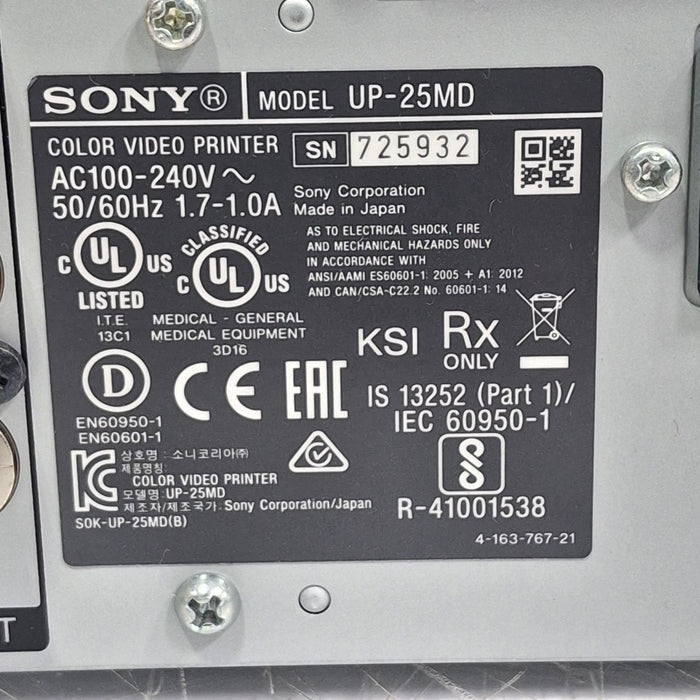 SONY® MODEL UP-25MD
COLOR VIDEO PRINTER SN 725932
AC100-240V ~
50/60Hz 1.7-1.0A
Sony Corporation
Made in Japan
AS TO ELECTRICAL SHOCK, FIRE
AND MECHANICAL HAZARDS ONLY
IN ACCORDANCE WITH
ANSI/AAMI ES60601-1: 2005 + A1: 2012
AND CAN/CSA-C22.2 No. 60601-1: 14
C UL US
LISTED
I.T.E.
13C1
CLASSIFIED
C UL US
MEDICAL - GENERAL
MEDICAL EQUIPMENT
3D16
KSI
Rx
ONLY
D
EN60950-1
EN60601-1
CE
EAC
IS 13252 (Part 1)/
IEC 60950-1
R-41001538
KC
상호명 : 소니코리아㈜
제품명칭:
COLOR VIDEO PRINTER
모델명 : UP-25MD
제조자/제조국가: Sony Corporation/Japan
SOK-UP-25MD(B)
4-163-767-21
T